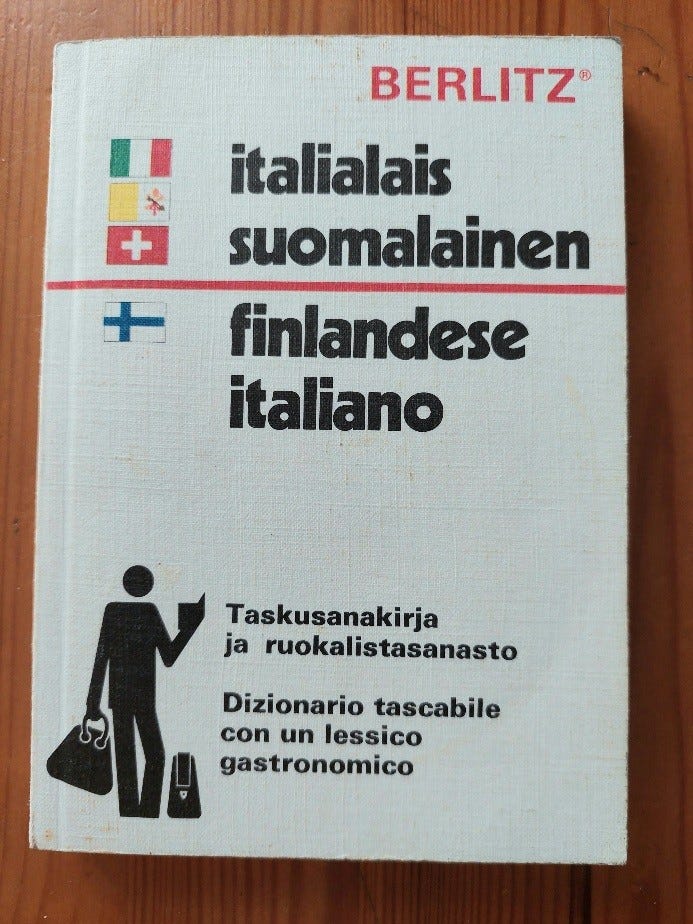 BERLITZ®
italialais
suomalainen
finlandese
italiano
Taskusanakirja
ja ruokalistasanasto
Dizionario tascabile
con un lessico
gastronomico